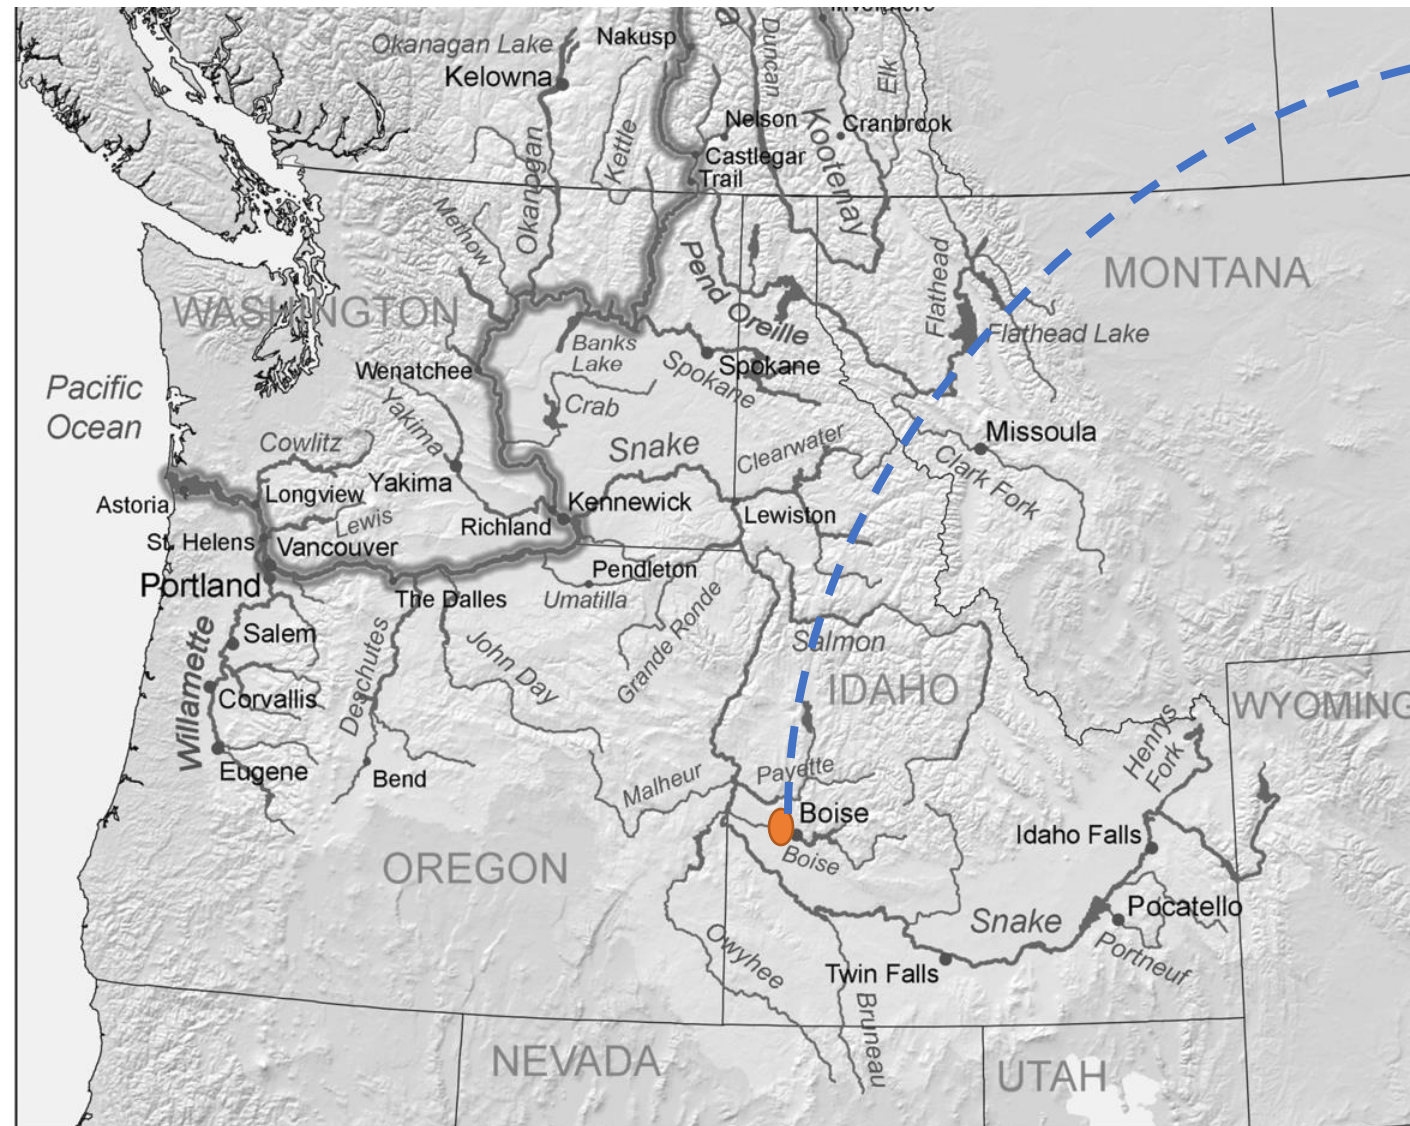 Invermere
Okanagan Lake
Nakusp
Duncan
Elk
Kelowna
Nelson
Cranbrook
Kootenay
Kettle
Castlegar
Trail
Okanogan
Methow
Pend Oreille
Flathead
MONTANA
WASHINGTON
Flathead Lake
Banks
Lake
Wenatchee
Spokane
Spokane
Pacific
Ocean
Yakima
Crab
Missoula
Cowlitz
Snake
Clearwater
Clark Fork
Yakima
Longview
Astoria
Kennewick
Lewiston
Lewis
Richland
St. Helens
Vancouver
Portland
Pendleton
The Dalles
Umatilla
Grande Ronde
Willamette
Salem
Deschutes
John Day
Salmon
IDAHO
Corvallis
WYOMING
Henrys
Fork
Eugene
Bend
Malheur
Payette
Boise
Idaho Falls
Boise
OREGON
Pocatello
Snake
Portneuf
Owyhee
Twin Falls
Bruneau
NEVADA
UTAH